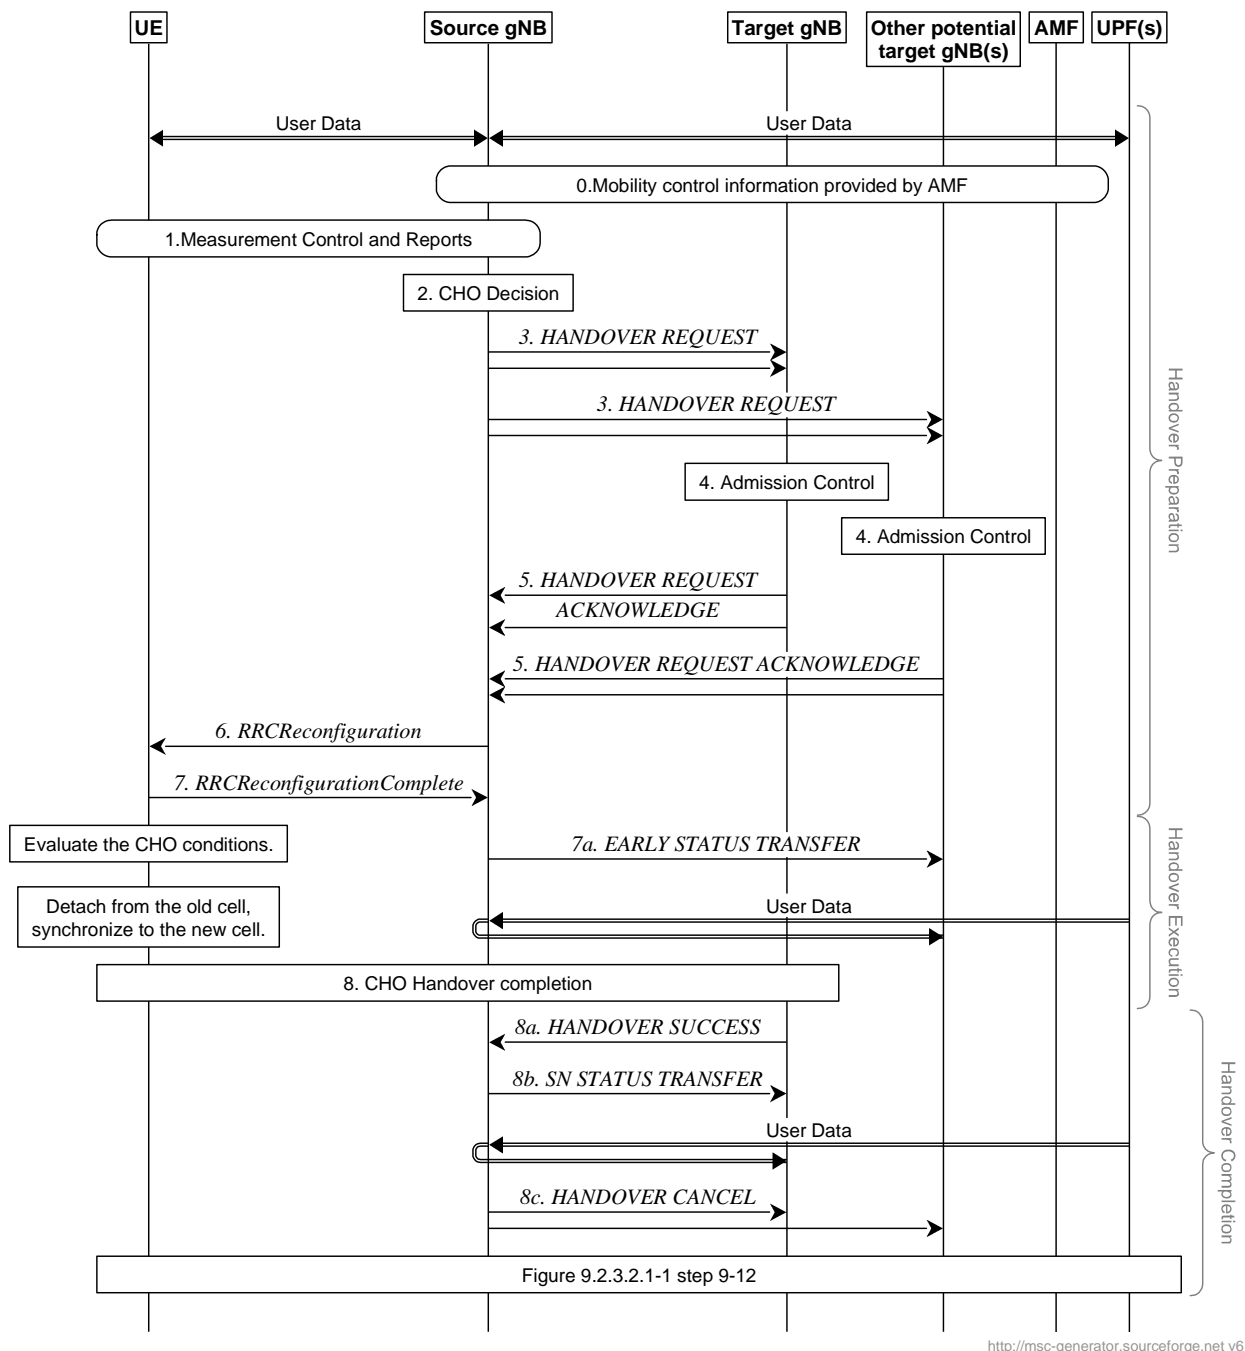 UE
Source gNB
Target gNB
Other potential
target gNB(s)
AMF
UPF(s)
User Data
User Data
0.Mobility control information provided by AMF
1.Measurement Control and Reports
2. CHO Decision
3. HANDOVER REQUEST
3. HANDOVER REQUEST
4. Admission Control
4. Admission Control
5. HANDOVER REQUEST
ACKNOWLEDGE
5. HANDOVER REQUEST ACKNOWLEDGE
6. RRCReconfiguration
7. RRCReconfigurationComplete
Handover Preparation
Evaluate the CHO conditions.
7a. EARLY STATUS TRANSFER
Detach from the old cell,
synchronize to the new cell.
User Data
8. CHO Handover completion
Handover Execution
8a. HANDOVER SUCCESS
8b. SN STATUS TRANSFER
User Data
8c. HANDOVER CANCEL
Handover Completion
Figure 9.2.3.2.1-1 step 9-12
http://msc-generator.sourceforge.net v6